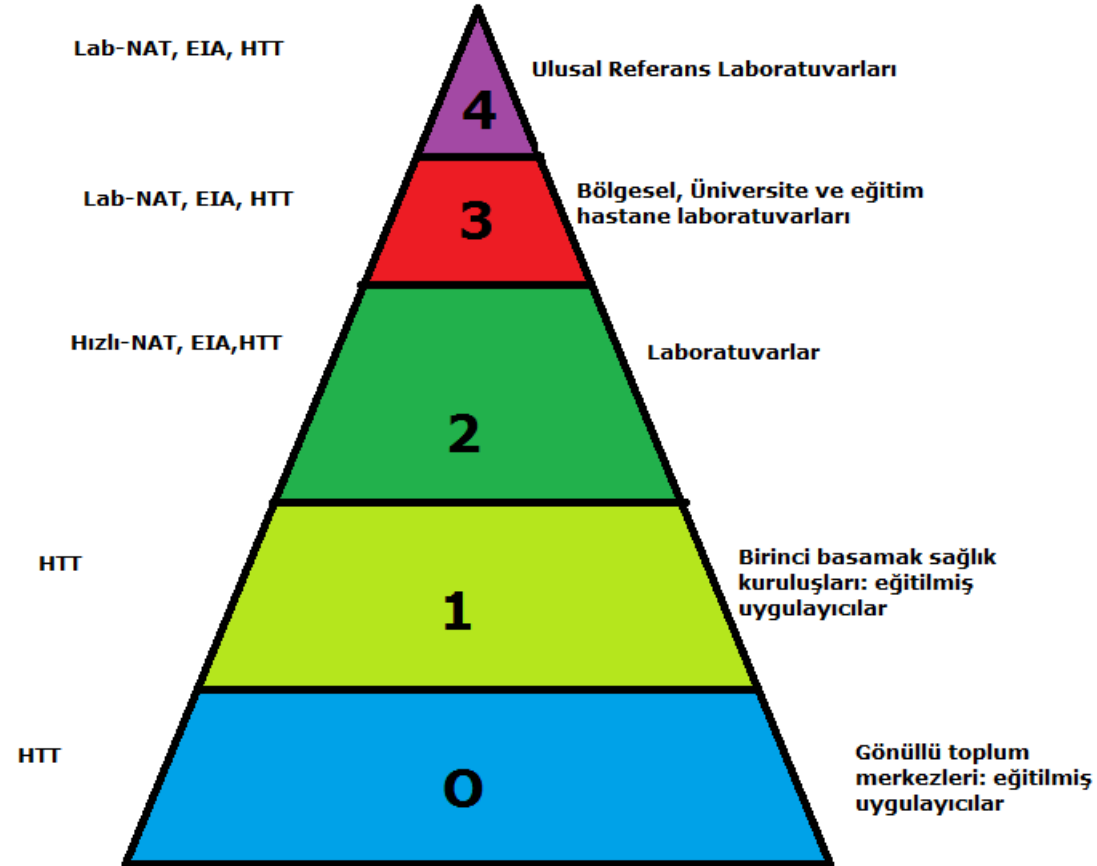 Lab-NAT, EIA, HTT
Ulusal Referans Laboratuvarları
4
Lab-NAT, EIA, HTT
Bölgesel, Üniversite ve eğitim
hastane laboratuvarları
3
Hızlı-NAT, EIA,HTT
Laboratuvarlar
2
HTT
Birinci basamak sağlık
kuruluşları: eğitilmiş
uygulayıcılar
1
HTT
Gönüllü toplum
merkezleri: eğitilmiş
uygulayıcılar
O